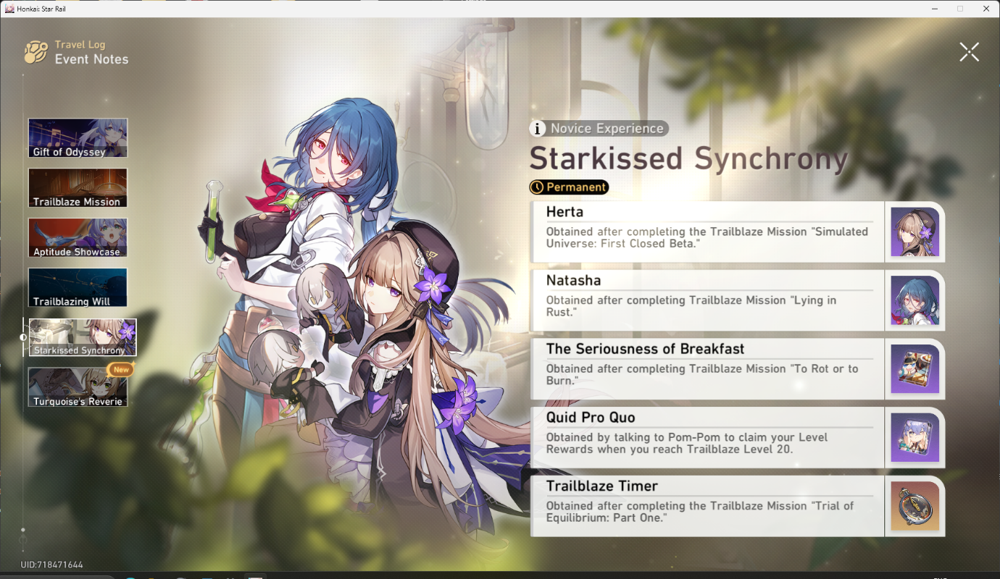 Honkai: Star Rail
Travel Log
Event Notes
Gift of Odyssey
Trailblaze Mission
Aptitude Showcase
Trailblazing Will
Starkissed Synchrony
New
Turquoise's Reverie
UID:718471644
i Novice Experience
Starkissed Synchrony
Permanent
Herta
Obtained after completing the Trailblaze Mission "Simulated
Universe: First Closed Beta."
Natasha
Obtained after completing Trailblaze Mission "Lying in
Rust."
The Seriousness of Breakfast
Obtained after completing Trailblaze Mission "To Rot or to
Burn."
Quid Pro Quo
Obtained by talking to Pom-Pom to claim your Level
Rewards when you reach Trailblaze Level 20.
Trailblaze Timer
Obtained after completing the Trailblaze Mission "Trial of
Equilibrium: Part One."